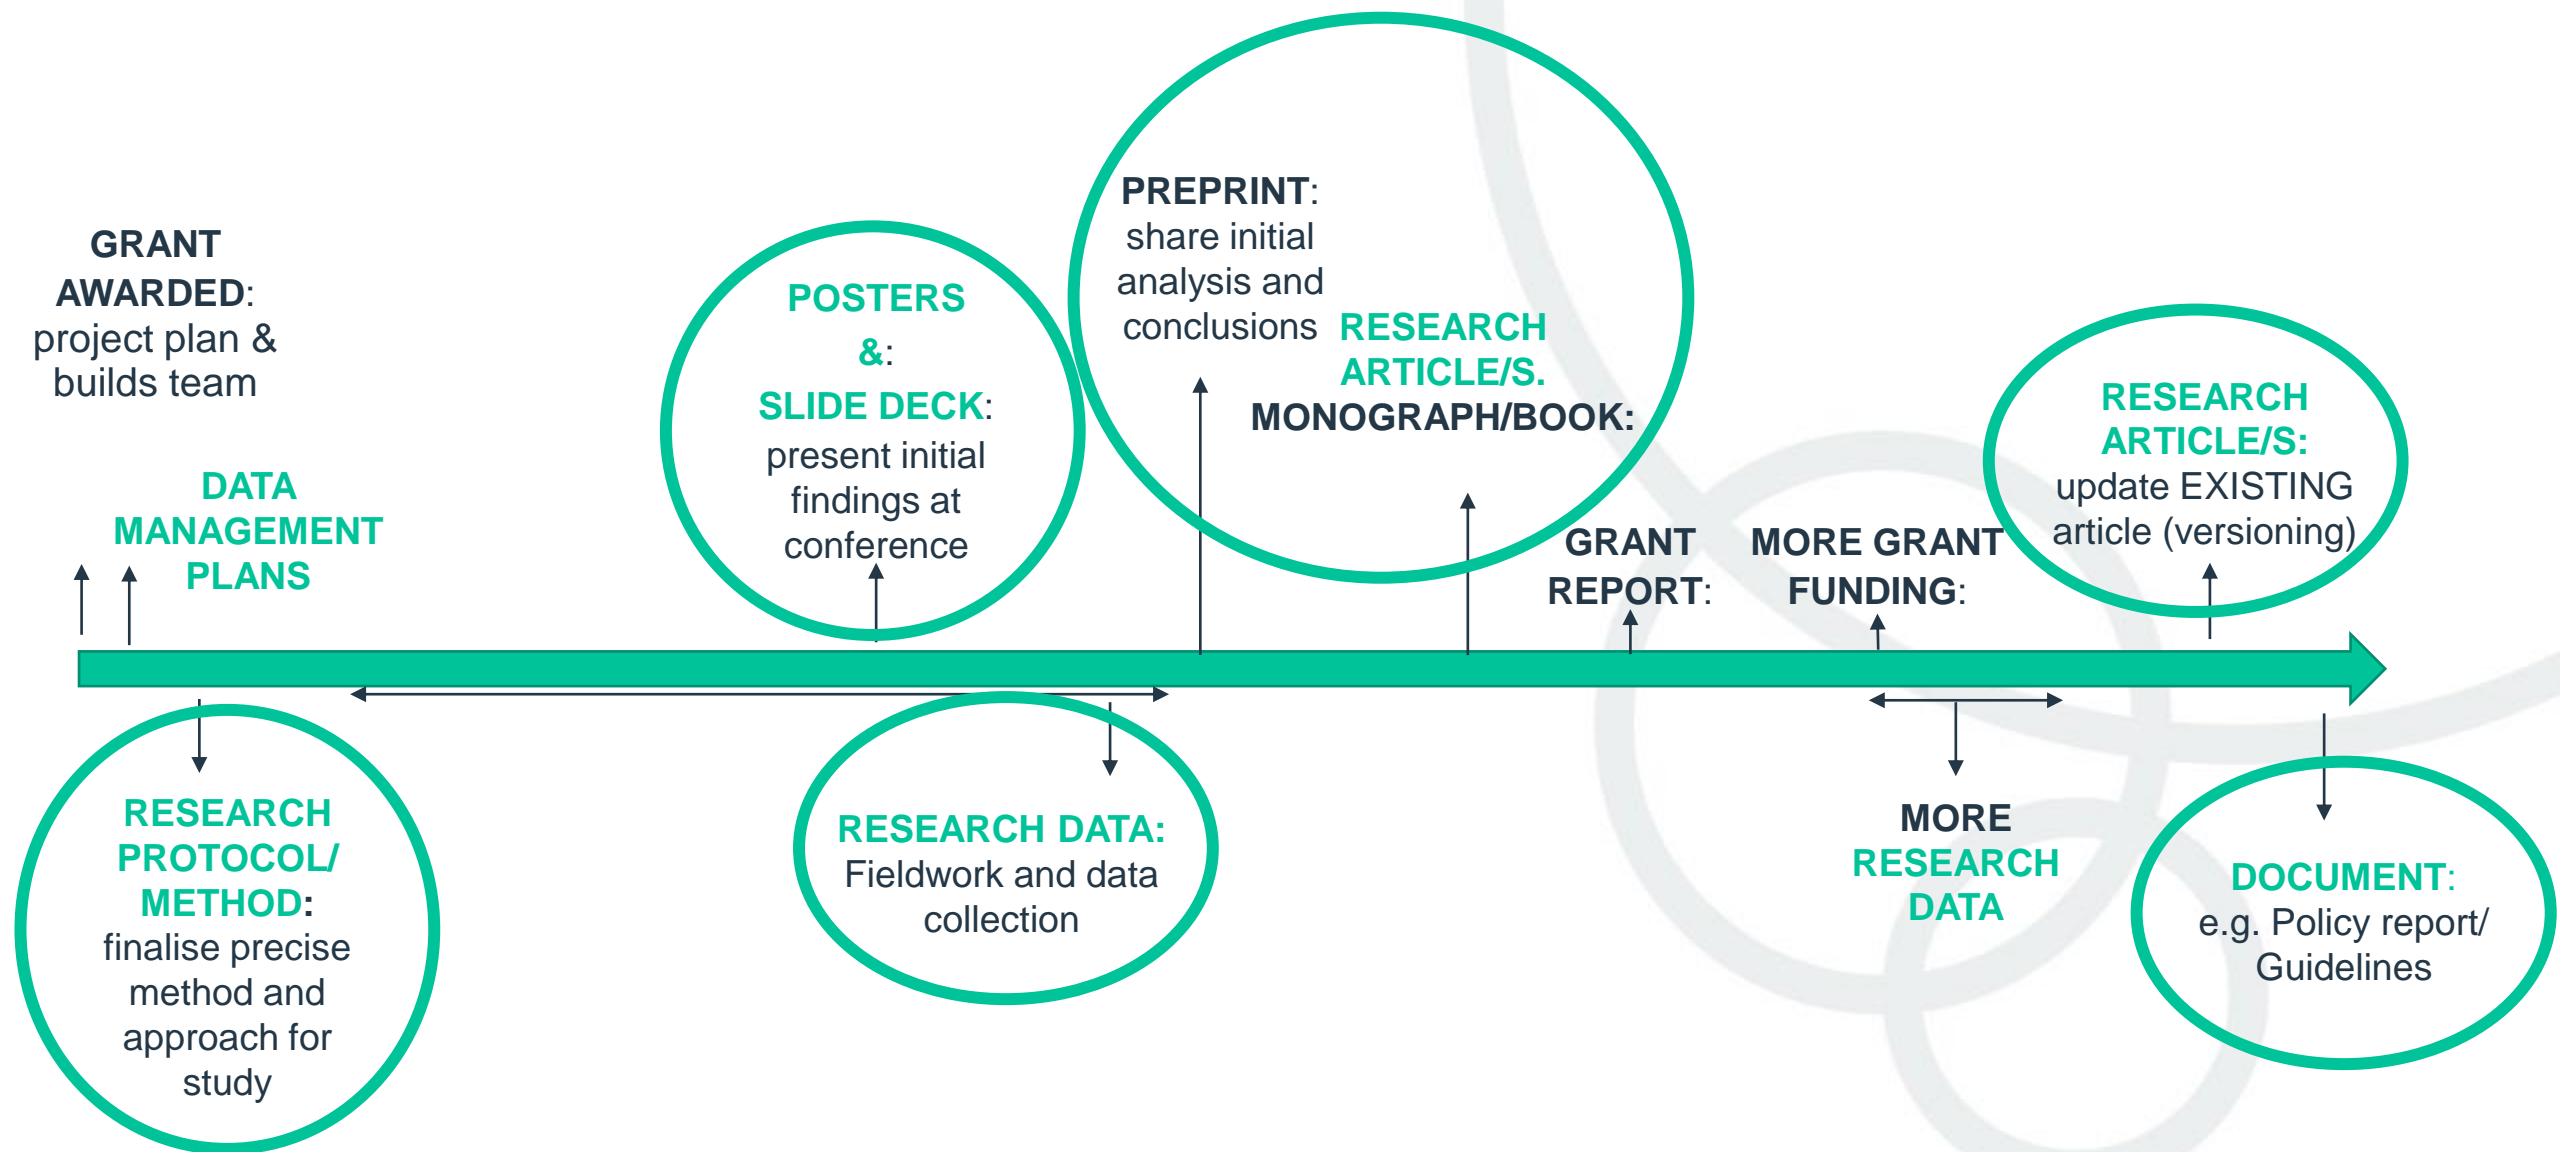 GRANT
AWARDED:
project plan &
builds team
DATA
MANAGEMENT
PLANS
RESEARCH
PROTOCOL/
METHOD:
finalise precise
method and
approach for
study
POSTERS
&:
SLIDE DECK:
present initial
findings at
conference
RESEARCH DATA:
Fieldwork and data
collection
PREPRINT:
share initial
analysis and
conclusions
RESEARCH
ARTICLE/S.
MONOGRAPH/BOOK:
GRANT
REPORT:
MORE GRANT
FUNDING:
MORE
RESEARCH
DATA
RESEARCH
ARTICLE/S:
update EXISTING
article (versioning)
DOCUMENT:
e.g. Policy report/
Guidelines